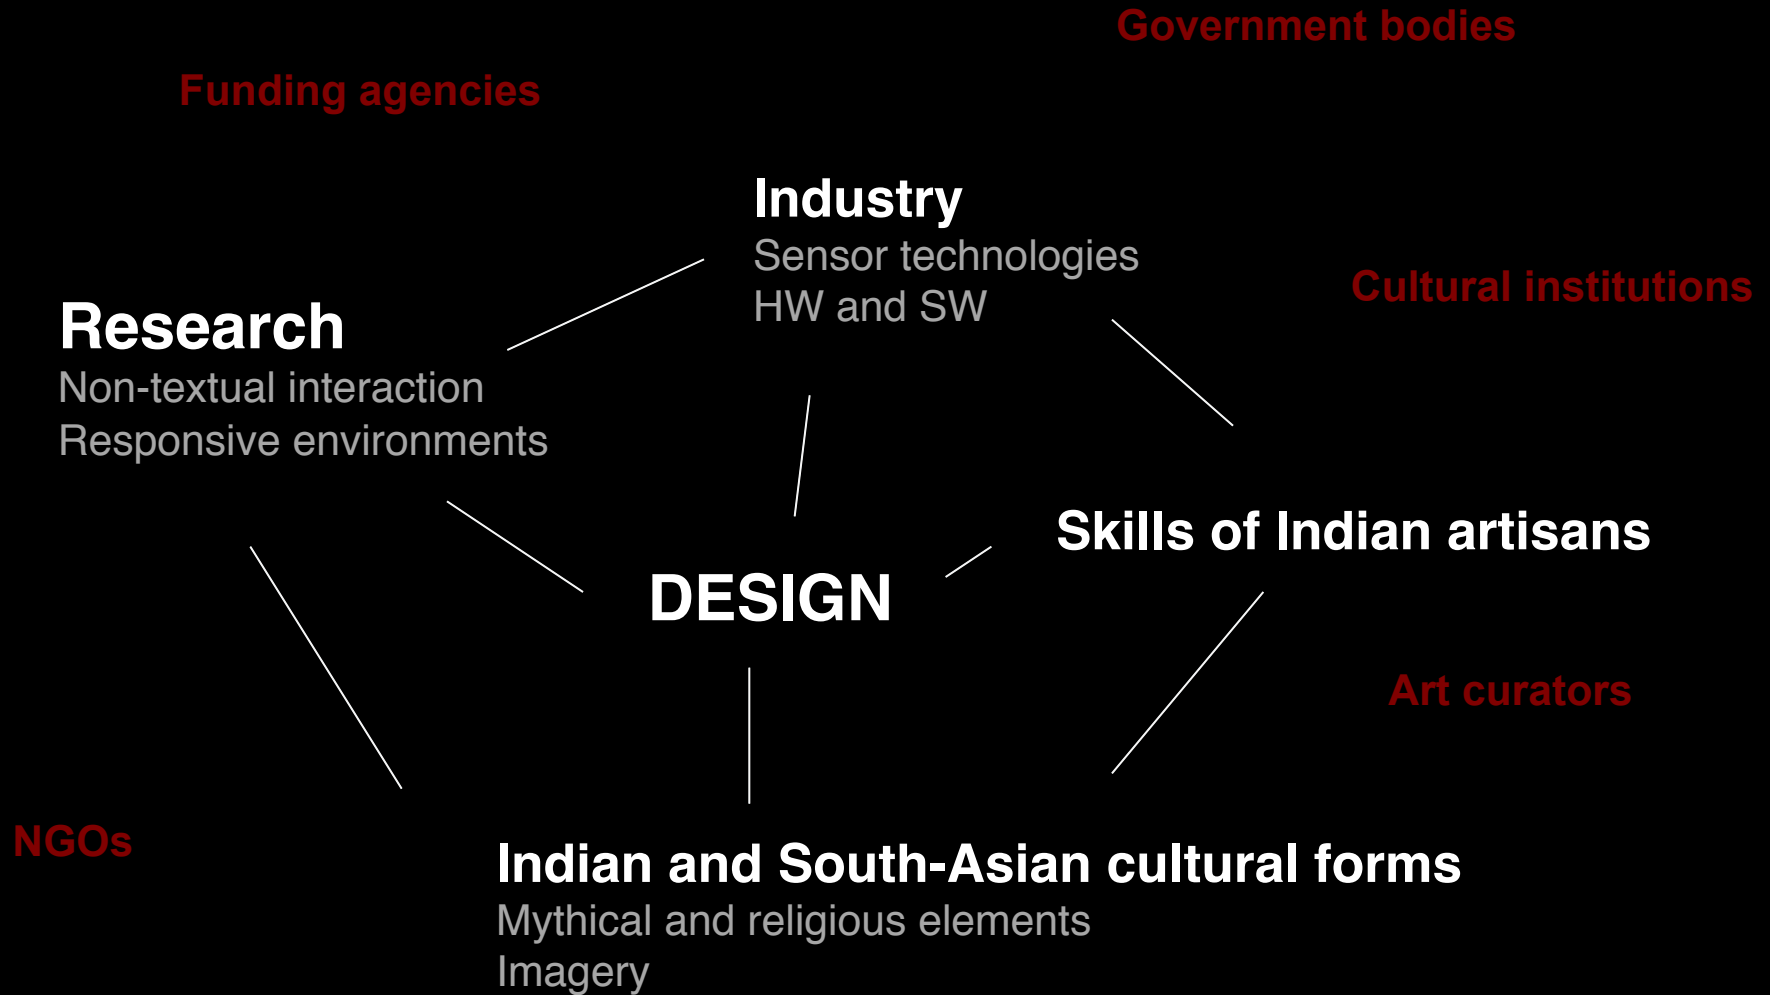 Government bodies
Funding agencies
Industry
Sensor technologies
HW and SW
Cultural institutions
Research
Non-textual interaction
Responsive environments
Skills of Indian artisans
DESIGN
Art curators
NGOs
Indian and South-Asian cultural forms
Mythical and religious elements
Imagery